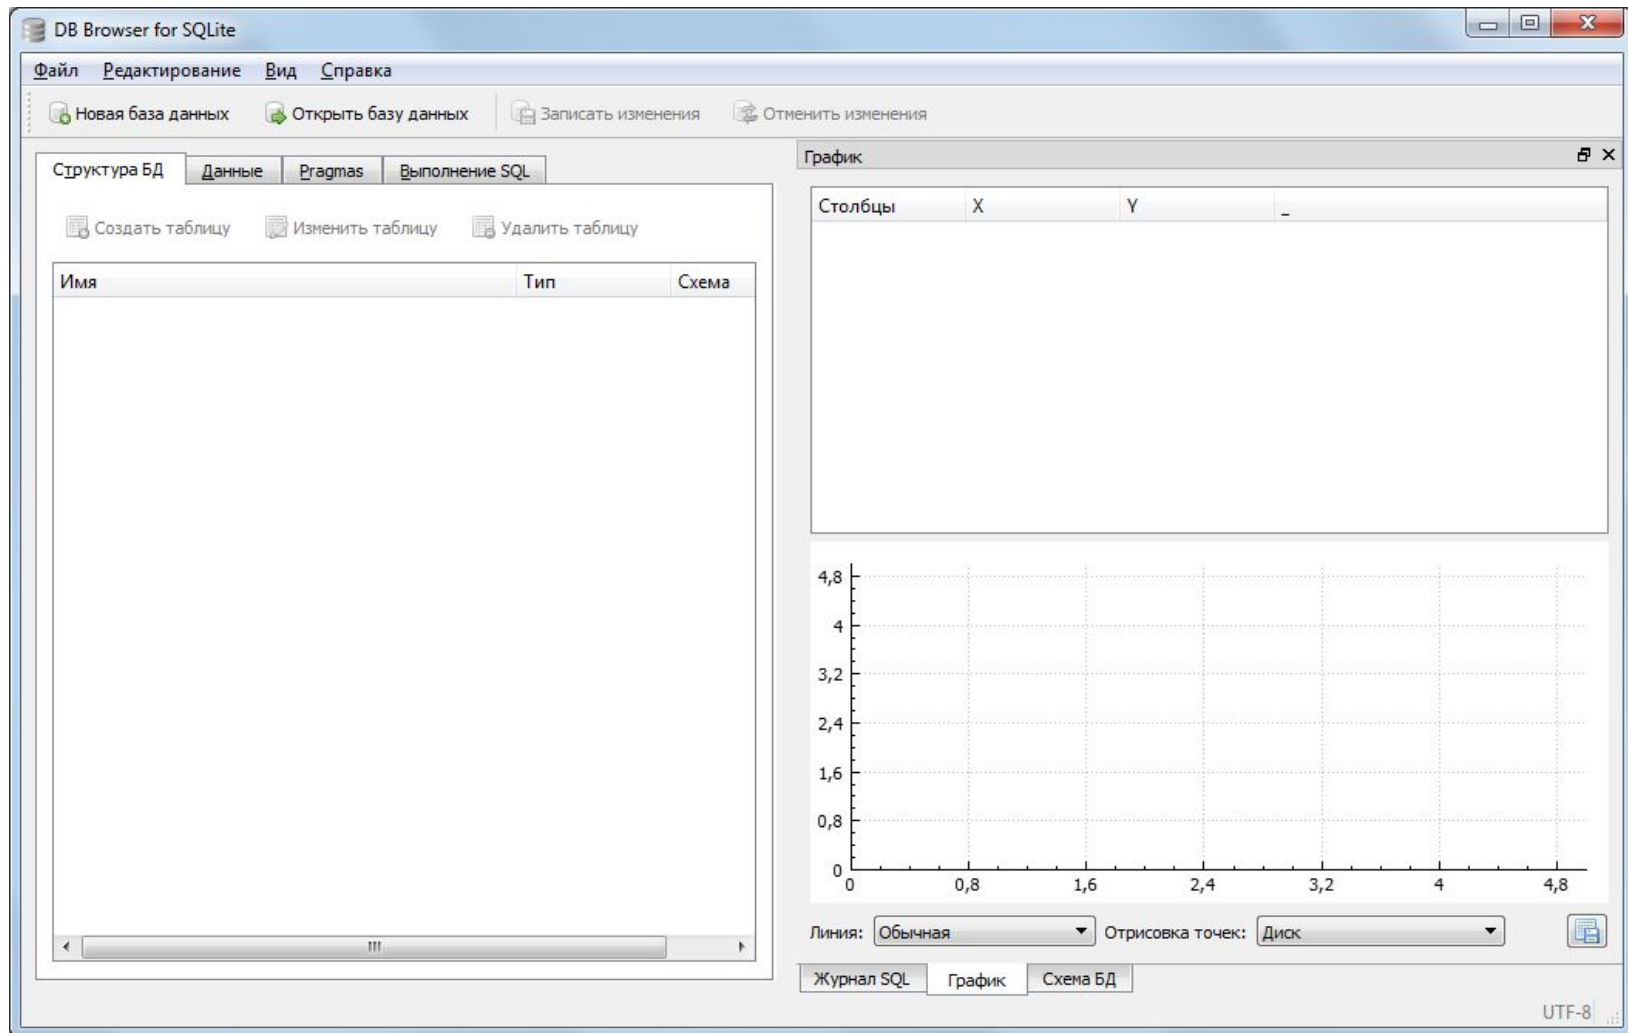 DB Browser for SQLite
Файл Редактирование Вид Справка
Новая база данных Открыть базу данных Записать изменения Отменить изменения
Структура БД Данные Pragmas Выполнение SQL
Создать таблицу Изменить таблицу Удалить таблицу
Имя Тип Схема
График
Столбцы X Y _
4,8
4
3,2
2,4
1,6
0,8
0
0 0,8 1,6 2,4 3,2 4 4,8
Линия: Обычная Отрисовка точек: Диск
Журнал SQL График Схема БД
UTF-8